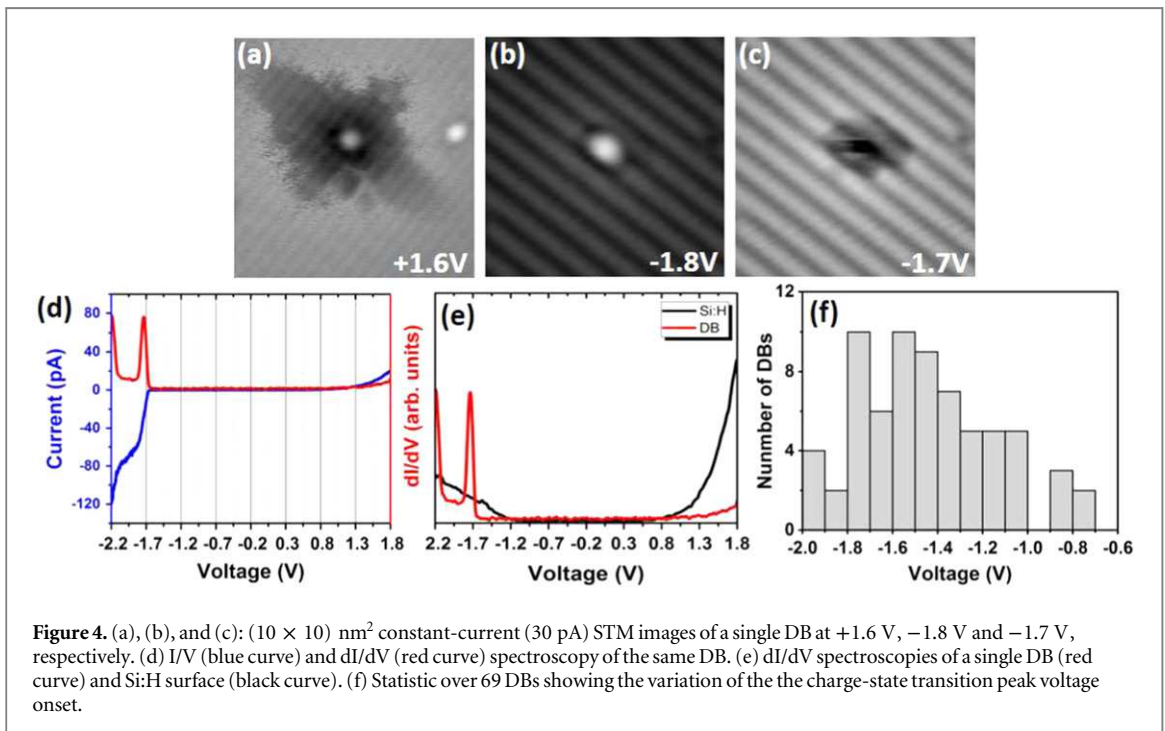 (a)
+1.6V
(b)
-1.8V
(c)
-1.7V
(d)
Current (pA)
80
40
0
-40
-80
-120
-2.2 -1.7 -1.2 -0.7 -0.2 0.3 0.8 1.3 1.8
Voltage (V)
dI/dV (arb. units)
(e)
Si:H
DB
-2.2 -1.7 -1.2 -0.7 -0.2 0.3 0.8 1.3 1.8
Voltage (V)
(f)
Nunmber of DBs
12
8
4
0
-2.0 -1.8 -1.6 -1.4 -1.2 -1.0 -0.8 -0.6
Voltage (V)
Figure 4. (a), (b), and (c): (10 × 10) nm² constant-current (30 pA) STM images of a single DB at +1.6 V, −1.8 V and −1.7 V,
respectively. (d) I/V (blue curve) and dI/dV (red curve) spectroscopy of the same DB. (e) dI/dV spectroscopies of a single DB (red
curve) and Si:H surface (black curve). (f) Statistic over 69 DBs showing the variation of the the charge-state transition peak voltage
onset.